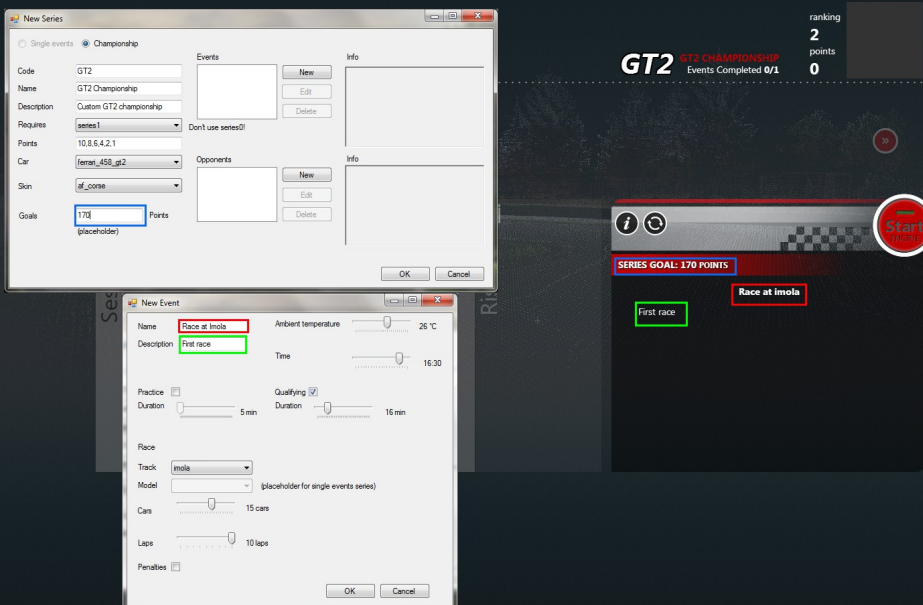 New Series
Single events Championship
Code GT2
Name GT2 Championship
Description Custom GT2 championship
Requires series1
Points 10,8,6,4,2,1
Car ferrari_458_gt2
Skin af_corse
Goals 170 Points
(placeholder)
Events
New
Edit
Delete
Don't use series0!
Opponents
New
Edit
Delete
Info
Info
OK Cancel
ranking
2
points
0
GT2 GT2 CHAMPIONSHIP
Events Completed 0/1
»
i
Start
SERIES GOAL: 170 POINTS
Race at imola
First race
Ses
Ris
New Event
Name Race at Imola
Description First race
Ambient temperature 26 °C
Time 16:30
Practice
Duration 5 min
Qualifying
Duration 16 min
Race
Track imola
Model (placeholder for single events series)
Cars 15 cars
Laps 10 laps
Penalties
OK Cancel